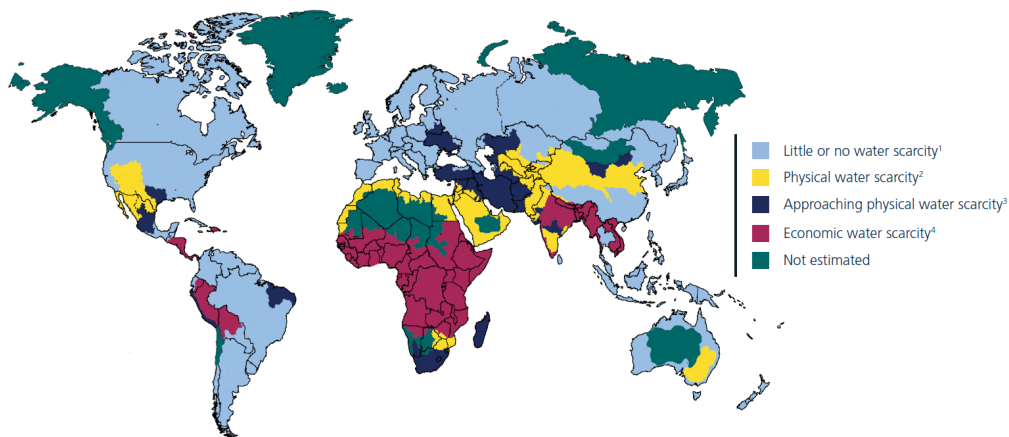 Little or no water scarcity¹
Physical water scarcity²
Approaching physical water scarcity³
Economic water scarcity⁴
Not estimated